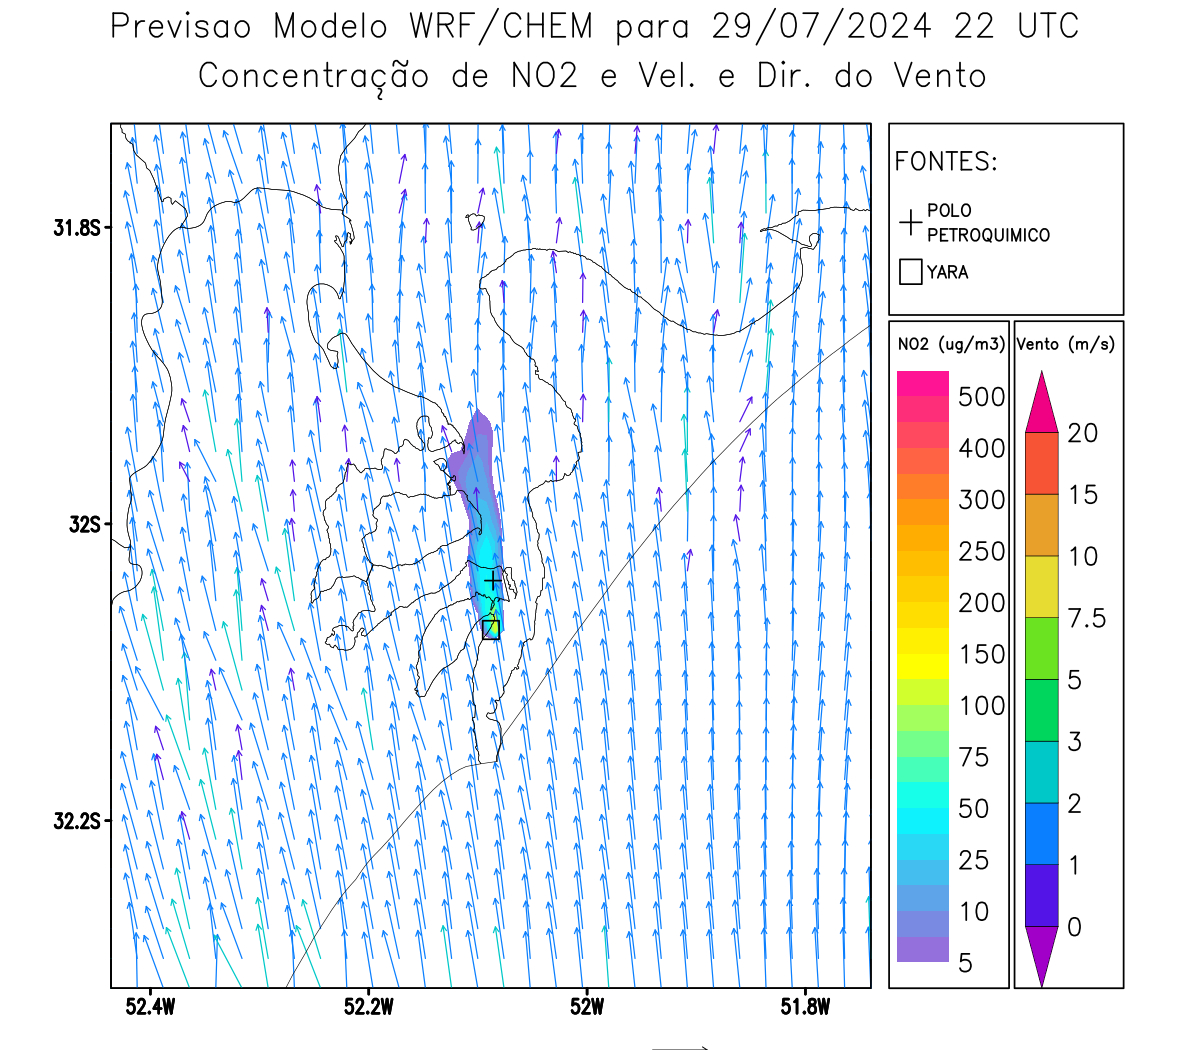 Previsao Modelo WRF/CHEM para 29/07/2024 22 UTC
Concentração de NO2 e Vel. e Dir. do Vento
FONTES:
POLO
PETROQUIMICO
YARA
31.8S
32S
32.2S
52.4W
52.2W
52W
51.8W
NO2 (ug/m3)
500
400
300
250
200
150
100
75
50
25
10
5
Vento (m/s)
20
15
10
7.5
5
3
2
1
0